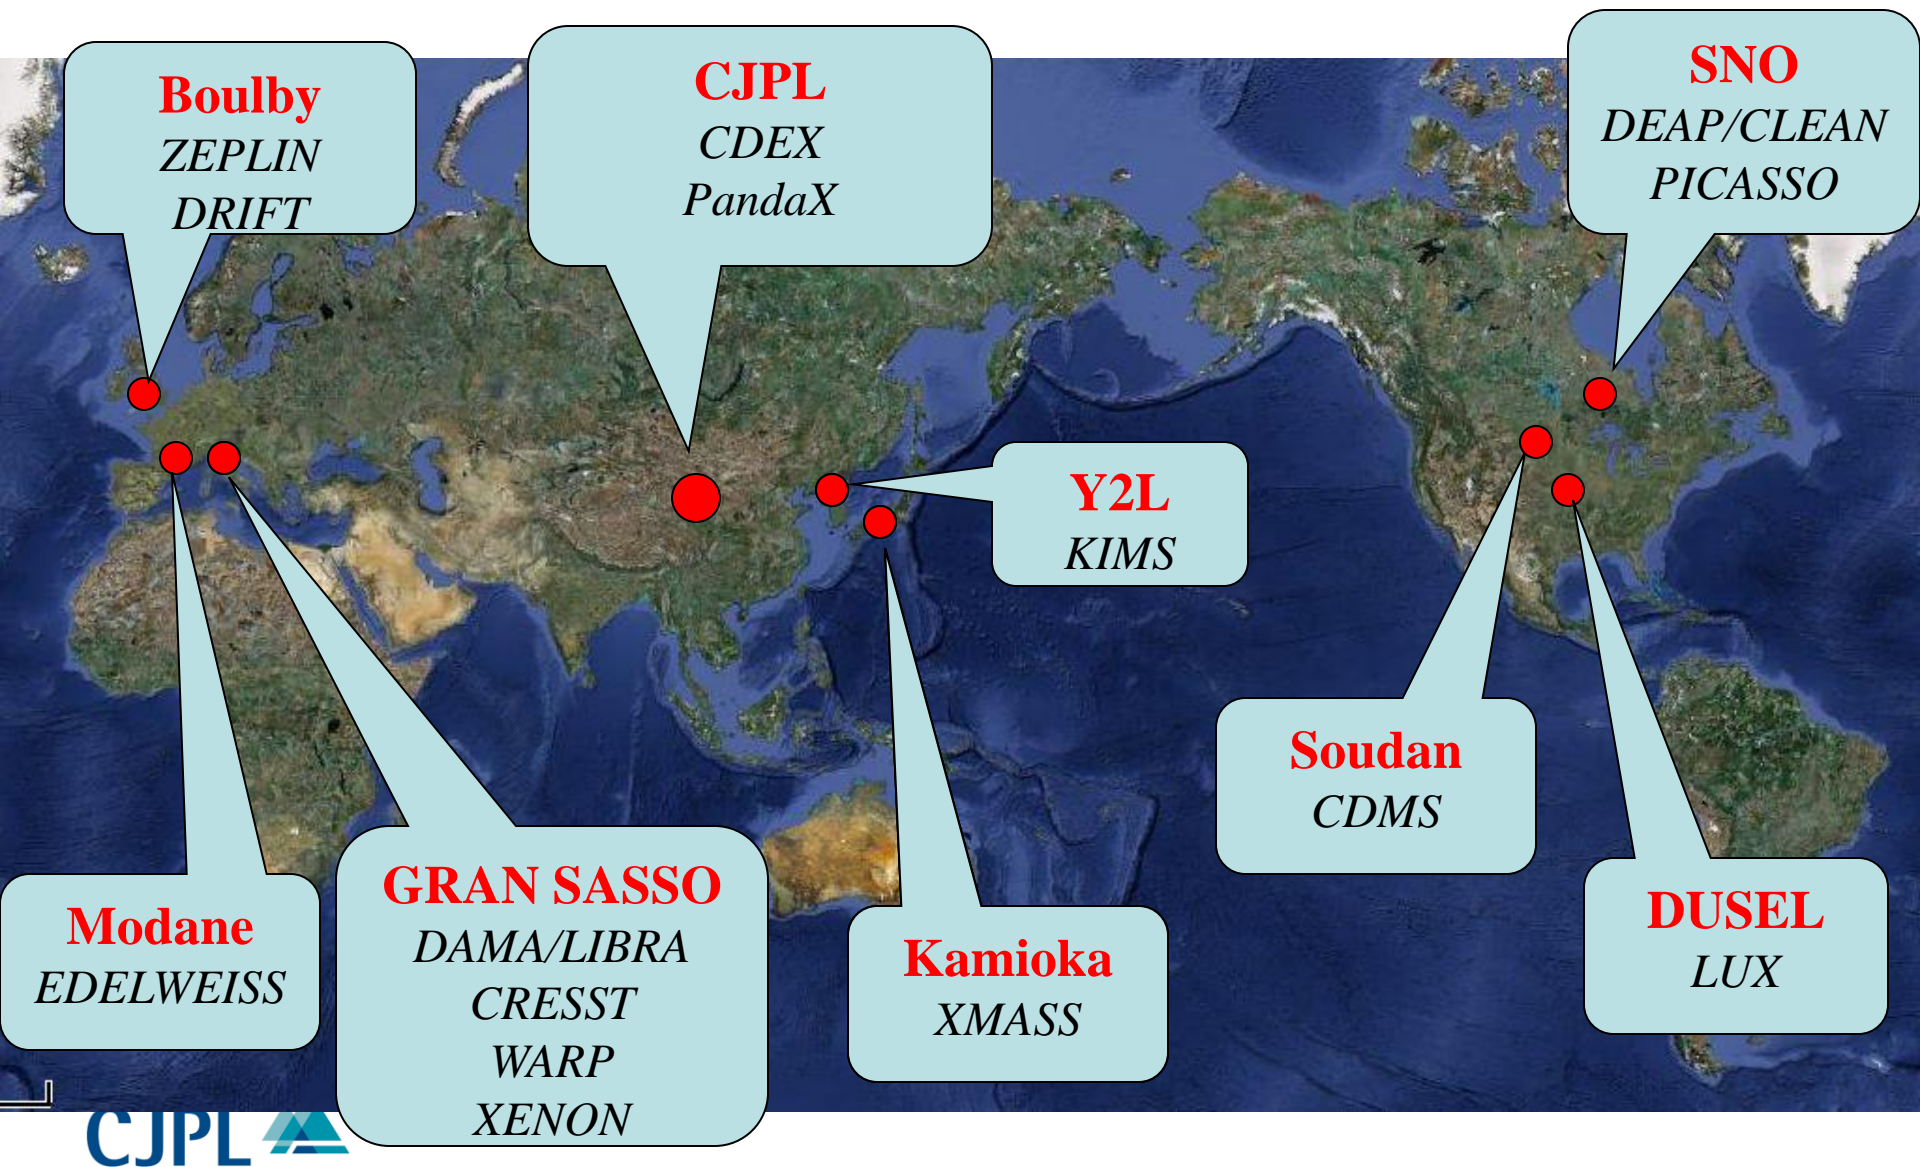 Boulby
ZEPLIN
DRIFT
CJPL
CDEX
PandaX
SNO
DEAP/CLEAN
PICASSO
Y2L
KIMS
Soudan
CDMS
DUSEL
LUX
Modane
EDELWEISS
GRAN SASSO
DAMA/LIBRA
CRESST
WARP
XENON
Kamioka
XMASS
CJPL